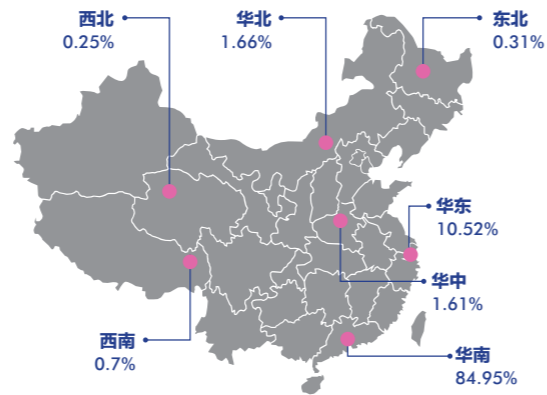 西北
0.25%
华北
1.66%
东北
0.31%
华东
10.52%
华中
1.61%
西南
0.7%
华南
84.95%